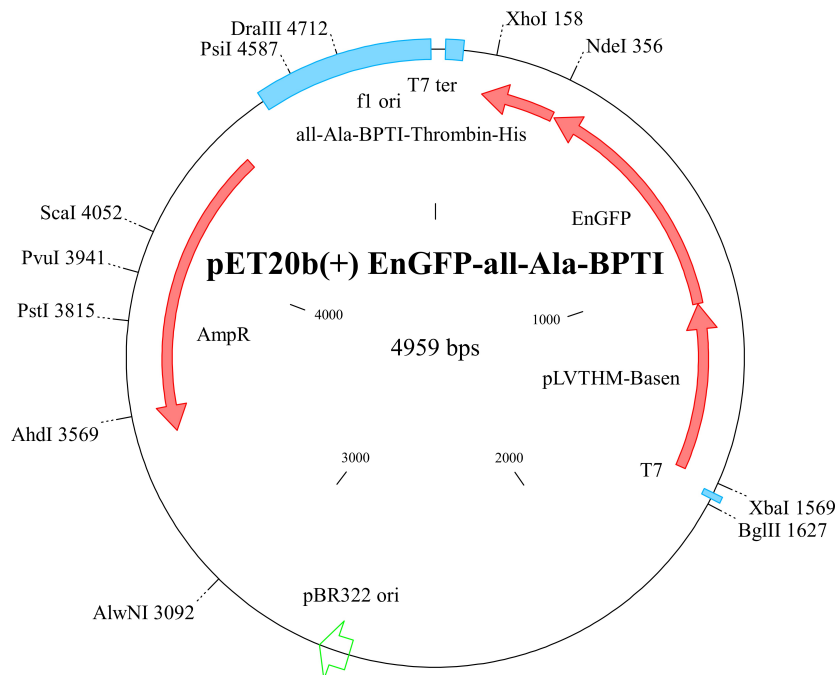 XhoI 158
DraIII 4712
NdeI 356
PsiI 4587
T7 ter
f1 ori
all-Ala-BPTI-Thrombin-His
ScaI 4052
EnGFP
PvuI 3941
pET20b(+) EnGFP-all-Ala-BPTI
PstI 3815
4000
1000
AmpR
4959 bps
pLVTHM-Basen
AhdI 3569
3000
2000
T7
XbaI 1569
BglII 1627
pBR322 ori
AlwNI 3092